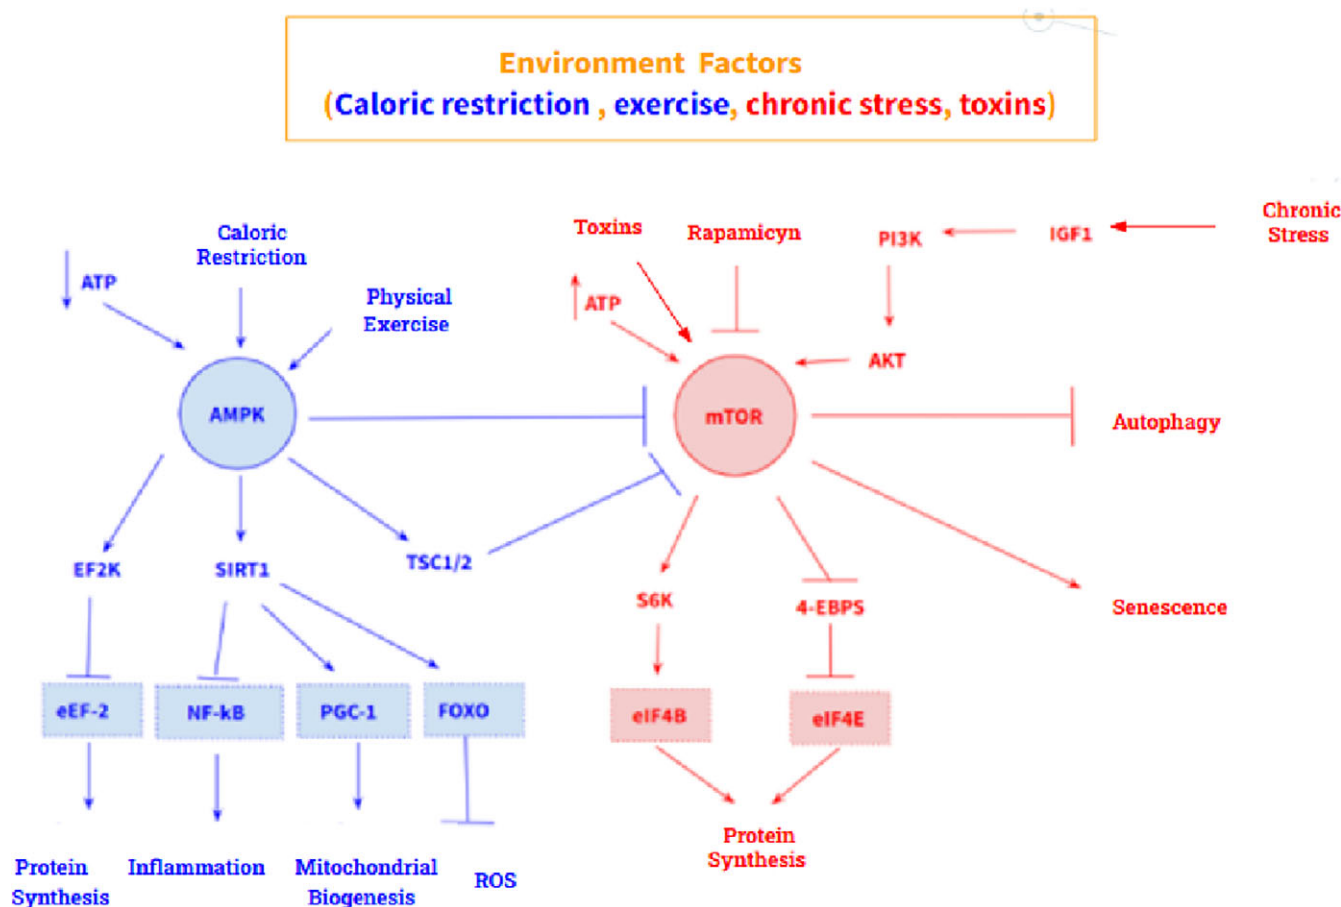 Environment Factors
(Caloric restriction , exercise, chronic stress, toxins)
Caloric
Restriction
ATP
Physical
Exercise
AMPK
EF2K
SIRT1
TSC1/2
eEF-2
NF-kB
PGC-1
FOXO
Protein
Synthesis
Inflammation
Mitochondrial
Biogenesis
ROS
Toxins
Rapamicyn
ATP
PI3K
IGF1
Chronic
Stress
AKT
mTOR
Autophagy
S6K
4-EBPS
Senescence
eIF4B
eIF4E
Protein
Synthesis